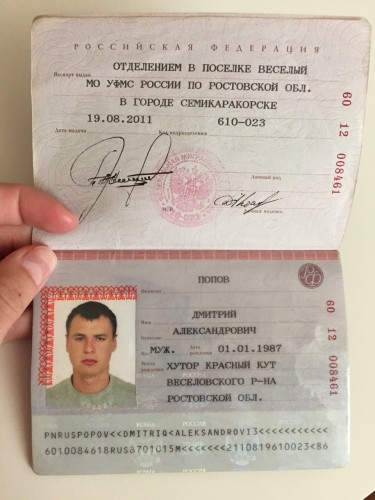 РОССИЙСКАЯ ФЕДЕРАЦИЯ
Паспорт выдан
ОТДЕЛЕНИЕМ В ПОСЕЛКЕ ВЕСЕЛЫЙ
МО УФМС РОССИИ ПО РОСТОВСКОЙ ОБЛ.
В ГОРОДЕ СЕМИКАРАКОРСКЕ
19.08.2011 610-023
Дата выдачи Код подразделения
Личный код
М.П.
60 12 008461
ПОПОВ
Фамилия
ДМИТРИЙ
Имя
АЛЕКСАНДРОВИЧ
Отчество
МУЖ. 01.01.1987
Пол Дата рождения
Место рождения
ХУТОР КРАСНЫЙ КУТ
ВЕСЕЛОВСКОГО Р-НА
РОСТОВСКОЙ ОБЛ.
60 12 008461
PNRUSPOPOV<<DMITRIQ<ALEKSANDROVI3<<<<<<<<<<<
6010084618RUS8701015M<<<<<<<2110819610023<86